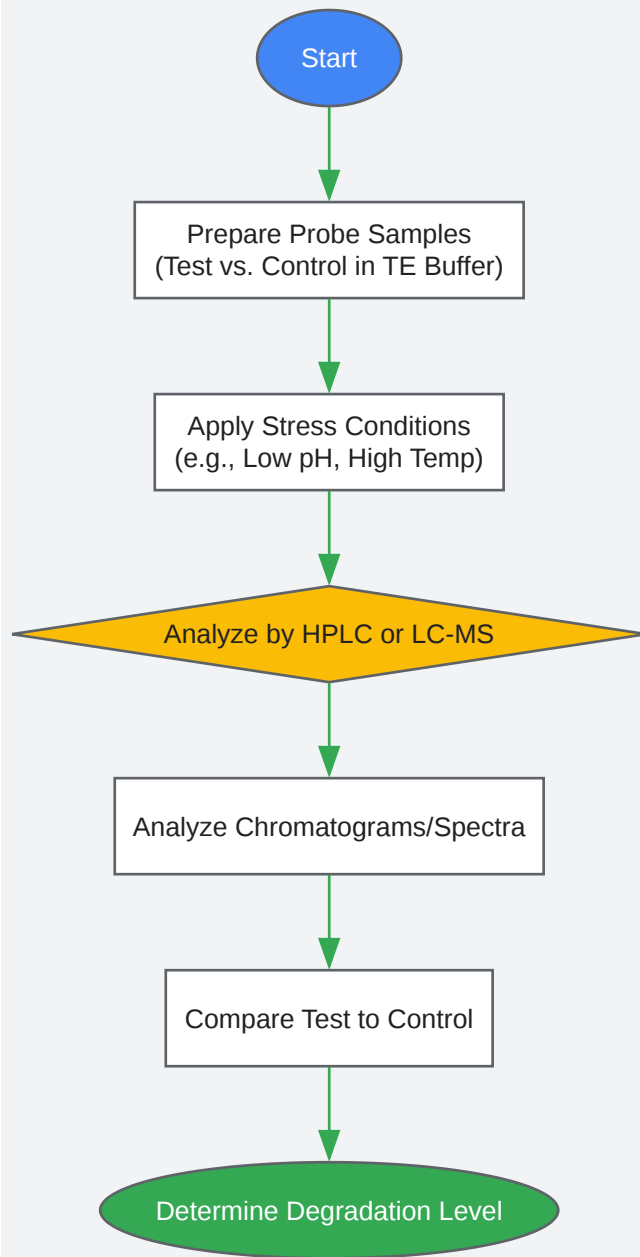 Start
Prepare Probe Samples
(Test vs. Control in TE Buffer)
Apply Stress Conditions
(e.g., Low pH, High Temp)
Analyze by HPLC or LC-MS
Analyze Chromatograms/Spectra
Compare Test to Control
Determine Degradation Level